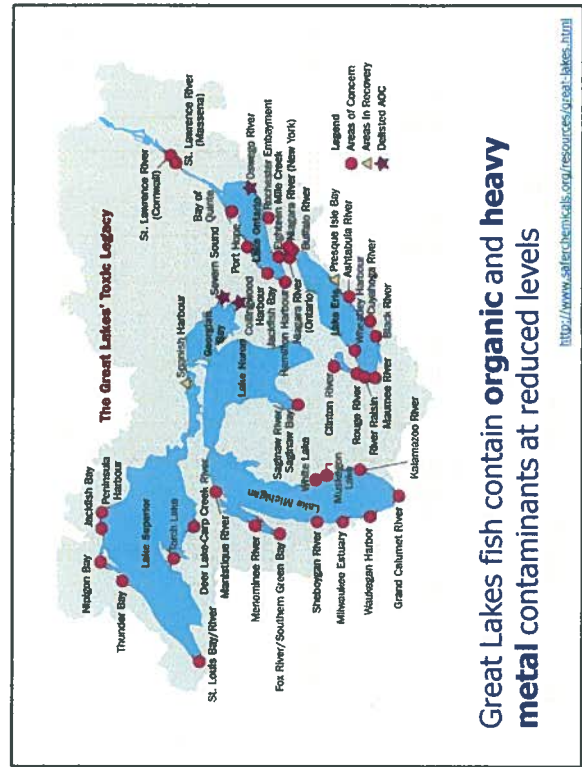 The Great Lakes' Toxic Legacy
Nipigon Bay
Jackfish Bay
Peninsula
Harbour
Thunder Bay
Lake Superior
Torch Lake
St. Louis Bay/River
Deer Lake-Carp Creek River
Manistique River
Menominee River
Fox River/Southern Green Bay
Sheboygan River
Milwaukee Estuary
Waukegan Harbor
Grand Calumet River
Kalamazoo River
Lake Michigan
White Lake
Muskegon
Lake
Saginaw River/
Saginaw Bay
Lake Huron
Georgian
Bay
Spanish Harbour
Severn Sound
Collingwood
Harbour
Clinton River
Rouge River
River Raisin
Maumee River
Black River
Cuyahoga River
Ashtabula River
Presque Isle Bay
Wheatley Harbour
Lake Erie
Buffalo River
Niagara River (New York)
Eighteen Mile Creek
Rochester Embayment
Oswego River
Lake Ontario
Niagara
River
(Ontario)
Hamilton Harbour
Jackfish Bay
Port Hope
Bay of
Quinte
St. Lawrence River
(Cornwall)
St. Lawrence River
(Massena)
Legend
Areas of Concern
Areas in Recovery
Delisted AOC
Great Lakes fish contain organic and heavy
metal contaminants at reduced levels
http://www.saferchemicals.org/resources/great-lakes.html